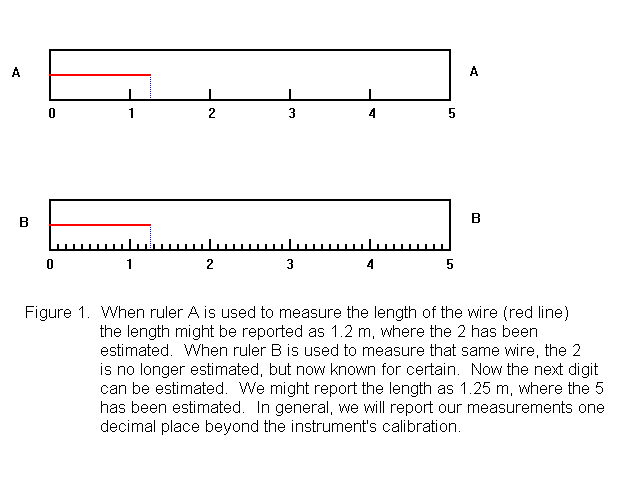 A A
0 1 2 3 4 5
B B
0 1 2 3 4 5
Figure 1. When ruler A is used to measure the length of the wire (red line)
the length might be reported as 1.2 m, where the 2 has been
estimated. When ruler B is used to measure that same wire, the 2
is no longer estimated, but now known for certain. Now the next digit
can be estimated. We might report the length as 1.25 m, where the 5
has been estimated. In general, we will report our measurements one
decimal place beyond the instrument's calibration.